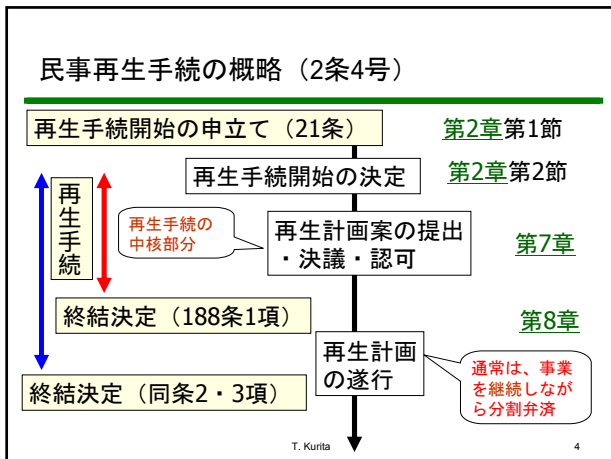 民事再生手続の概略（2条4号）
再生手続開始の申立て（21条）
第2章第1節
再生手続開始の決定
第2章第2節
再生手続
再生手続の
中核部分
再生計画案の提出
・決議・認可
第7章
終結決定（188条1項）
第8章
再生計画
の遂行
通常は、事業
を継続しなが
ら分割弁済
終結決定（同条2・3項）
T. Kurita
4